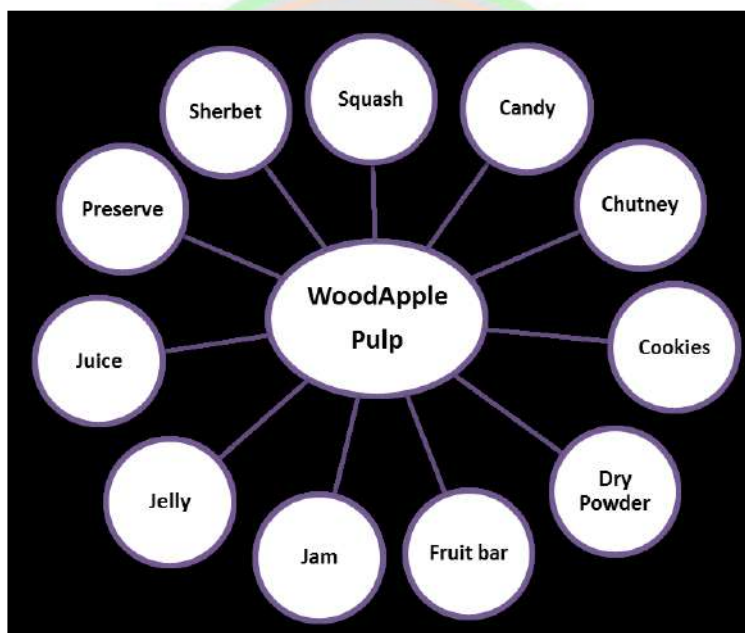 Squash
Candy
Sherbet
Chutney
Preserve
WoodApple
Pulp
Cookies
Juice
Dry
Powder
Jelly
Fruit bar
Jam